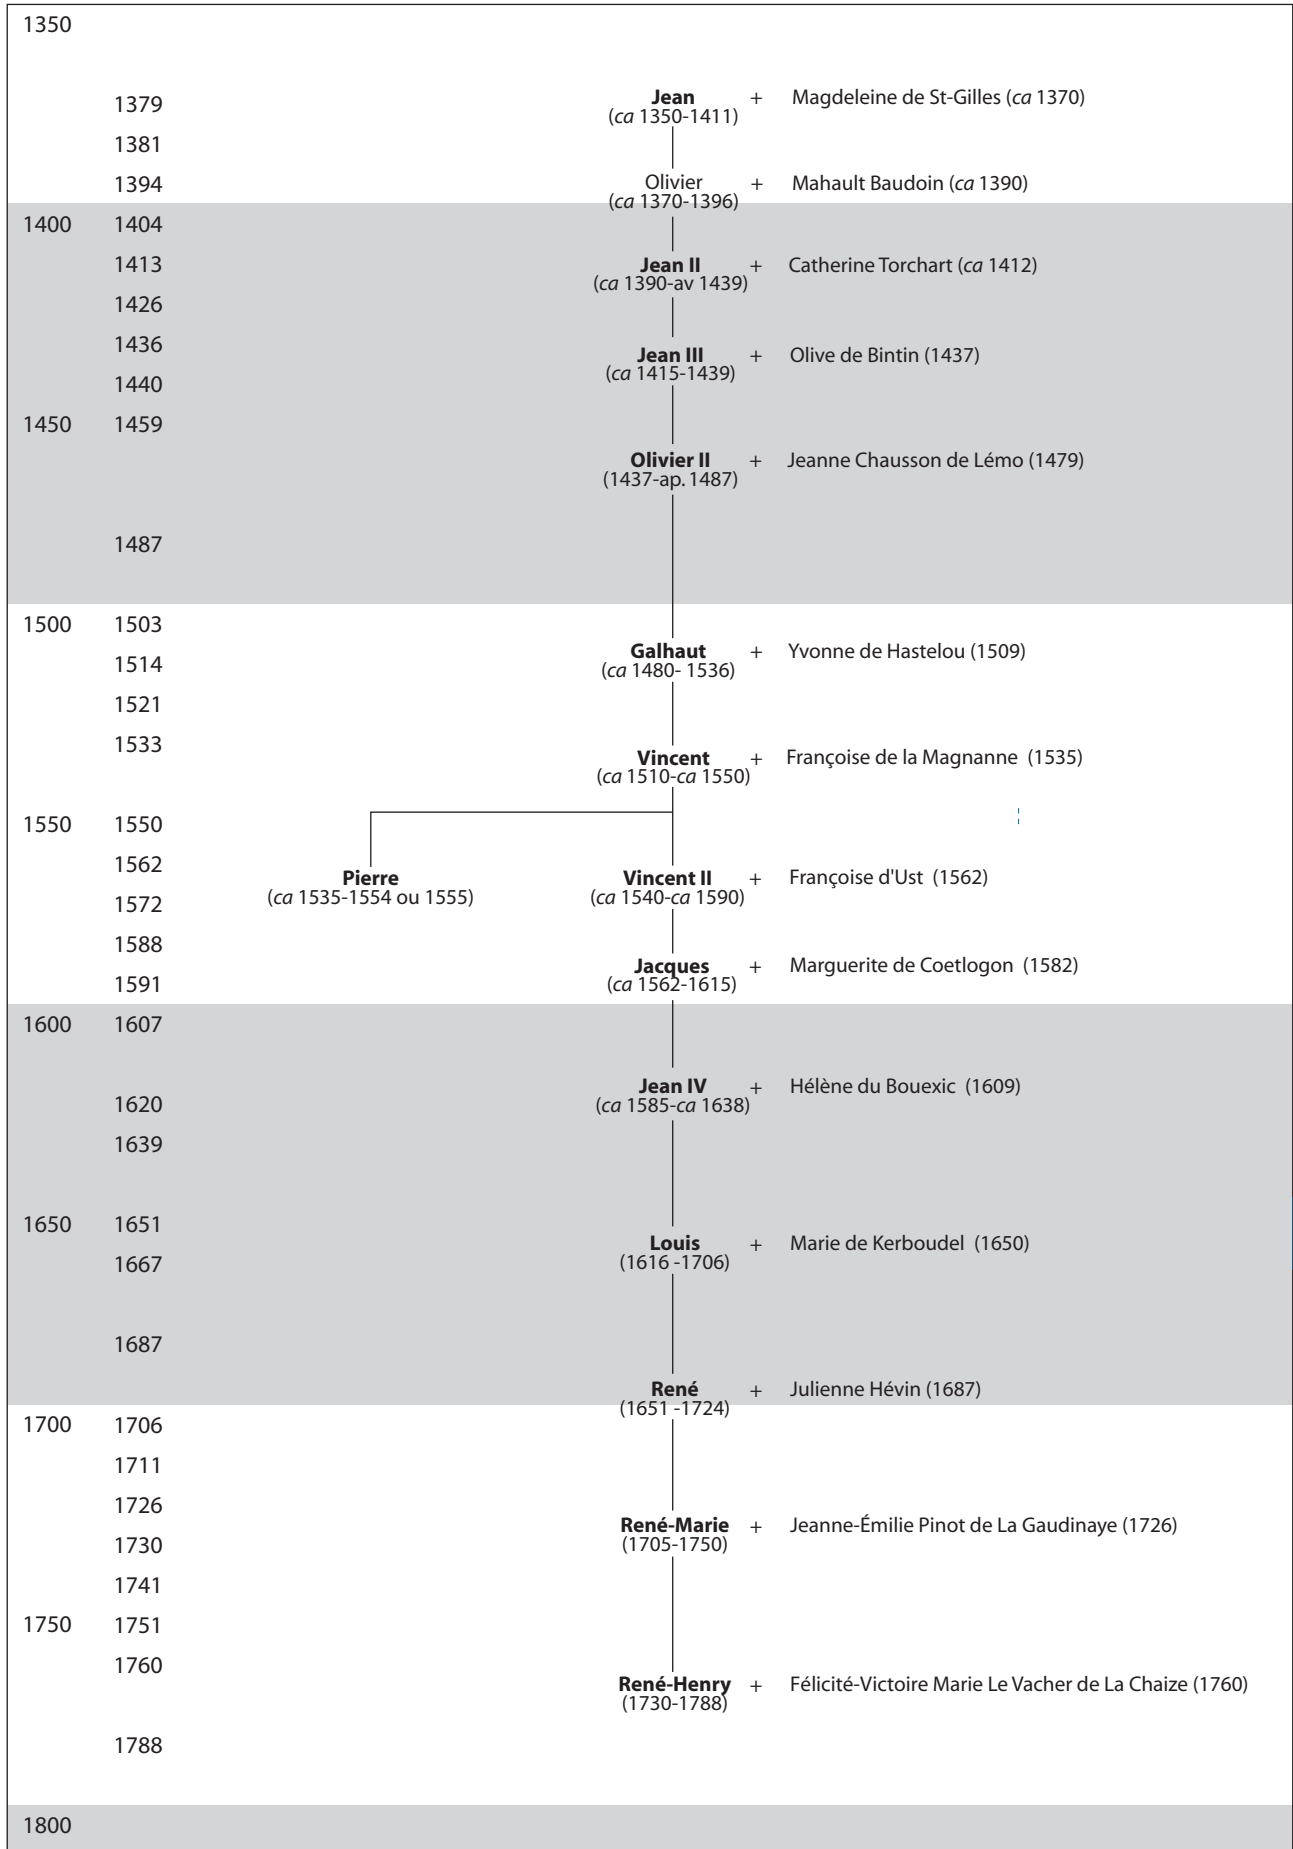 1350
1379 Jean + Magdeleine de St-Gilles (ca 1370)
(ca 1350-1411)
1381
1394 Olivier + Mahault Baudoin (ca 1390)
(ca 1370-1396)
1400 1404
1413 Jean II + Catherine Torchart (ca 1412)
(ca 1390-av 1439)
1426
1436 Jean III + Olive de Bintin (1437)
(ca 1415-1439)
1440
1450 1459
Olivier II + Jeanne Chausson de Lémo (1479)
(1437-ap. 1487)
1487
1500 1503
Galhaut + Yvonne de Hastelou (1509)
1514 (ca 1480- 1536)
1521
1533 Vincent + Françoise de la Magnanne (1535)
(ca 1510-ca 1550)
1550 1550
1562
Pierre Vincent II + Françoise d'Ust (1562)
(ca 1535-1554 ou 1555) (ca 1540-ca 1590)
1572
1588
Jacques + Marguerite de Coetlogon (1582)
1591 (ca 1562-1615)
1600 1607
Jean IV + Hélène du Bouexic (1609)
1620 (ca 1585-ca 1638)
1639
1650 1651
Louis + Marie de Kerboudel (1650)
1667 (1616 -1706)
1687
René + Julienne Hévin (1687)
(1651 -1724)
1700 1706
1711
1726
René-Marie + Jeanne-Émilie Pinot de La Gaudinaye (1726)
1730 (1705-1750)
1741
1750 1751
1760
René-Henry + Félicité-Victoire Marie Le Vacher de La Chaize (1760)
(1730-1788)
1788
1800